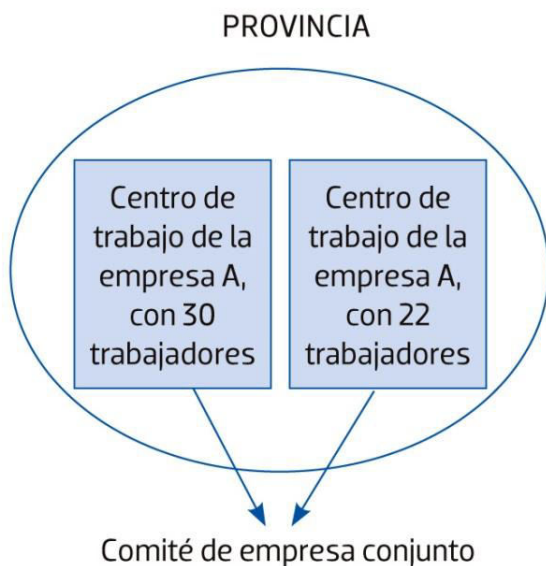 PROVINCIA
Centro de
trabajo de la
empresa A,
con 30
trabajadores
Centro de
trabajo de la
empresa A,
con 22
trabajadores
Comité de empresa conjunto